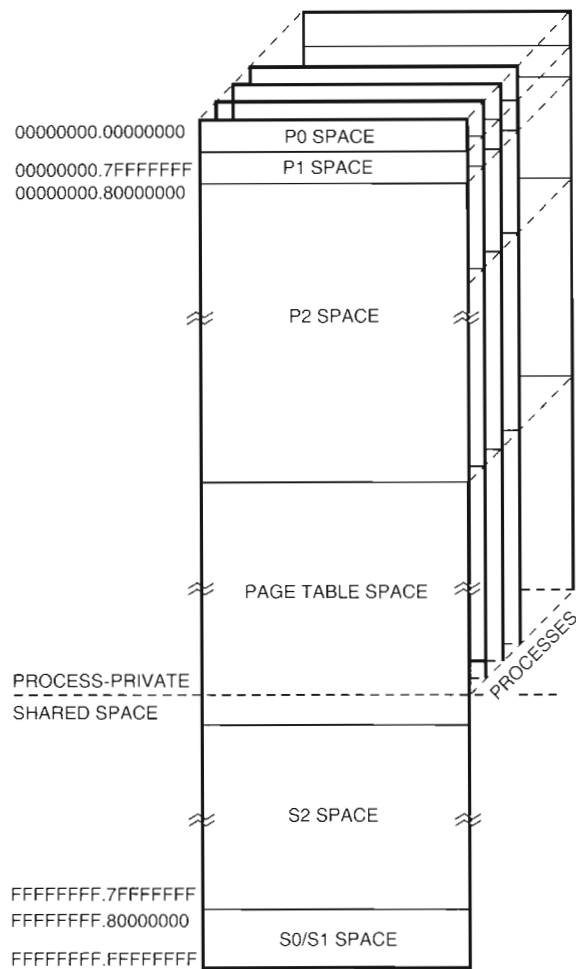 00000000.00000000
P0 SPACE
00000000.7FFFFFFF
P1 SPACE
00000000.80000000
P2 SPACE
PAGE TABLE SPACE
PROCESSES
PROCESS-PRIVATE
SHARED SPACE
S2 SPACE
FFFFFFFF.7FFFFFFF
FFFFFFFF.80000000
S0/S1 SPACE
FFFFFFFF.FFFFFFFF